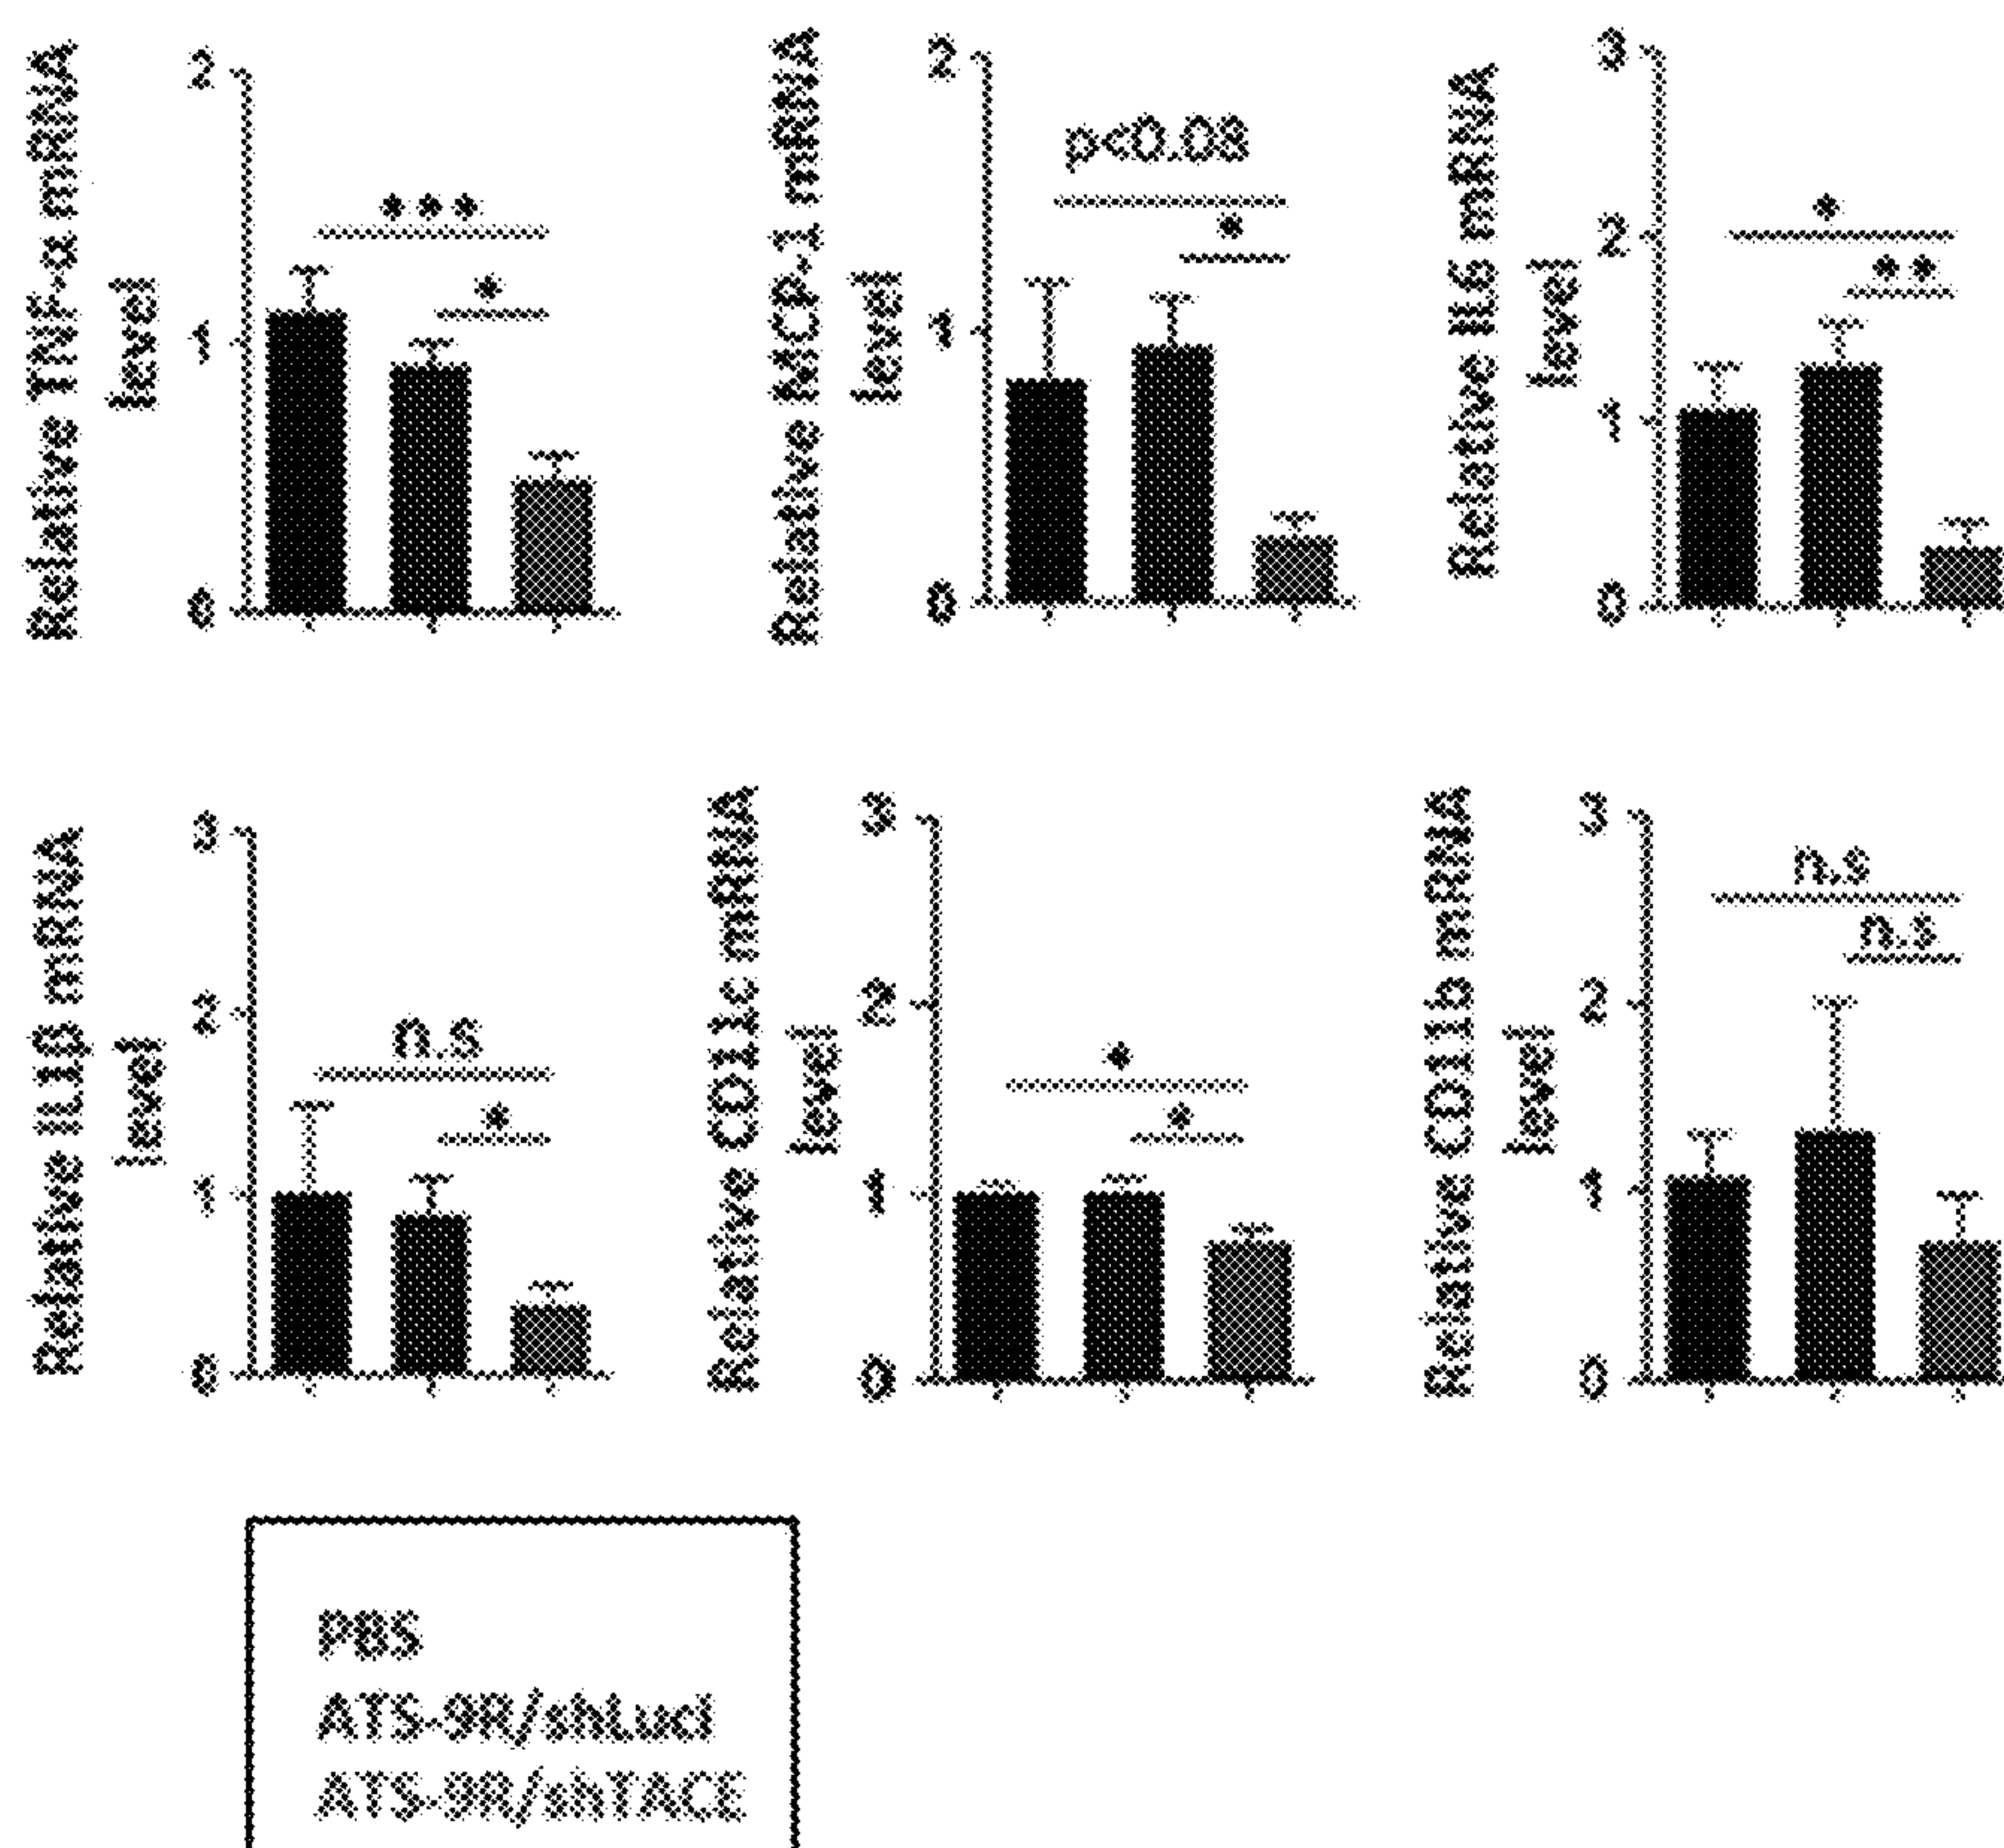 Relative TNF-α mRNA
level
2
1
0
***
*
Relative MCP-1 mRNA
level
2
1
0
p<0.08
*
Relative IL6 mRNA
level
3
2
1
0
*
**
Relative IL1β mRNA
level
3
2
1
0
n.s
*
Relative CD11c mRNA
level
3
2
1
0
*
*
Relative CD11b mRNA
level
3
2
1
0
n.s
n.s
PBS
ATS-9R/shLuci
ATS-9R/shTACE